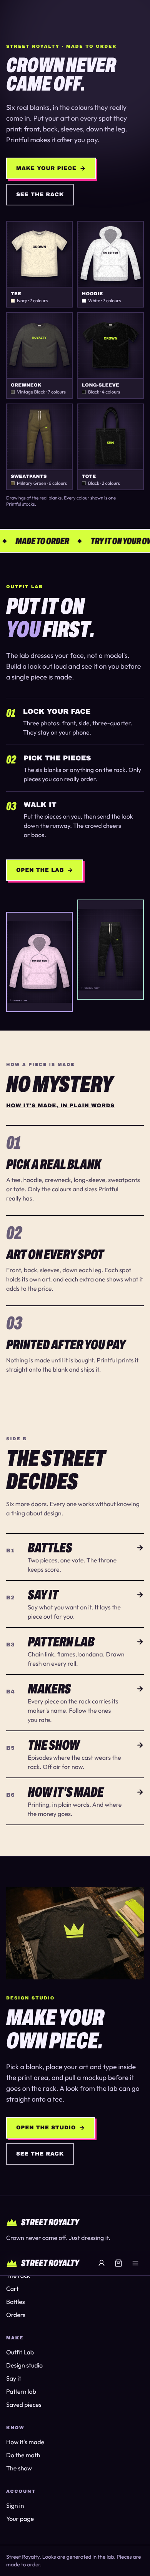 STREET ROYALTY · MADE TO ORDER
CROWN NEVER
CAME OFF.
Six real blanks, in the colours they really
come in. Put your art on every spot they
print: front, back, sleeves, down the leg.
Printful makes it after you pay.
MAKE YOUR PIECE →
SEE THE RACK
CROWN
TEE
Ivory · 7 colours
HOODIE
White · 7 colours
ROYALTY
CREWNECK
Vintage Black · 7 colours
CROWN
LONG-SLEEVE
Black · 4 colours
SWEATPANTS
Military Green · 6 colours
TOTE
Black · 2 colours
Drawings of the real blanks. Every colour shown is one
Printful stocks.
MADE TO ORDER
TRY IT ON YOUR OW
OUTFIT LAB
PUT IT ON
YOU FIRST.
The lab dresses your face, not a model's.
Build a look out loud and see it on you before
a single piece is made.
01 LOCK YOUR FACE
Three photos: front, side, three-quarter.
They stay on your phone.
02 PICK THE PIECES
The six blanks or anything on the rack. Only
pieces you can really order.
03 WALK IT
Put the pieces on you, then send the look
down the runway. The crowd cheers
or boos.
OPEN THE LAB →
HOW A PIECE IS MADE
NO MYSTERY
HOW IT'S MADE, IN PLAIN WORDS
01
PICK A REAL BLANK
A tee, hoodie, crewneck, long-sleeve, sweatpants
or tote. Only the colours and sizes Printful
really has.
02
ART ON EVERY SPOT
Front, back, sleeves, down each leg. Each spot
holds its own art, and each extra one shows what it
adds to the price.
03
PRINTED AFTER YOU PAY
Nothing is made until it is bought. Printful prints it
straight onto the blank and ships it.
SIDE B
THE STREET
DECIDES
Six more doors. Every one works without knowing
a thing about design.
B1 BATTLES →
Two pieces, one vote. The throne
keeps score.
B2 SAY IT →
Say what you want on it. It lays the
piece out for you.
B3 PATTERN LAB →
Chain link, flames, bandana. Drawn
fresh on every roll.
B4 MAKERS →
Every piece on the rack carries its
maker's name. Follow the ones
you rate.
B5 THE SHOW →
Episodes where the cast wears the
rack. Off air for now.
B6 HOW IT'S MADE →
Printing, in plain words. And where
the money goes.
DESIGN STUDIO
MAKE YOUR
OWN PIECE.
Pick a blank, place your art and type inside
the print area, and pull a mockup before it
goes on the rack. A look from the lab can go
straight onto a tee.
OPEN THE STUDIO →
SEE THE RACK
STREET ROYALTY
Crown never came off. Just dressing it.
STREET ROYALTY
The rack
Cart
Battles
Orders
MAKE
Outfit Lab
Design studio
Say it
Pattern lab
Saved pieces
KNOW
How it's made
Do the math
The show
ACCOUNT
Sign in
Your page
Street Royalty. Looks are generated in the lab. Pieces are
made to order.